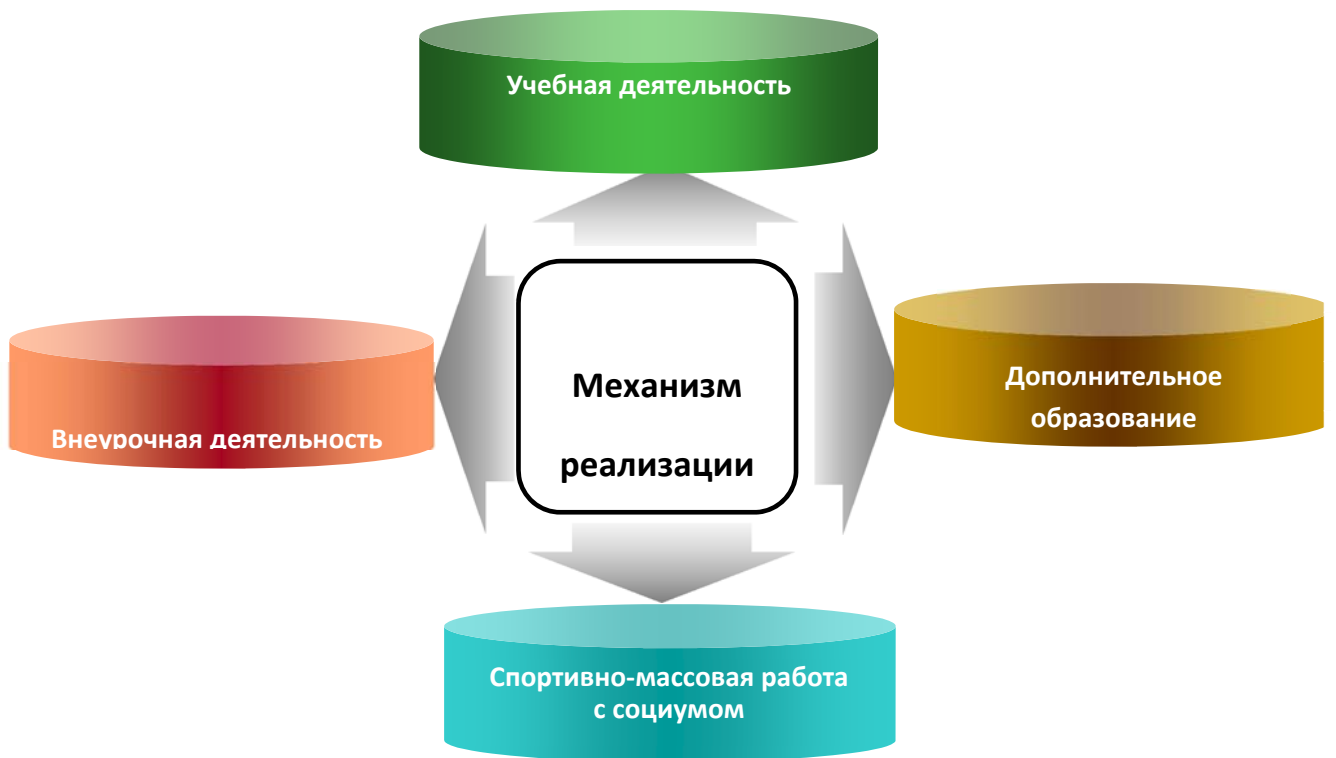 Учебная деятельность
Механизм
реализации
Дополнительное
образование
Внеурочная деятельность
Спортивно-массовая работа
с социумом